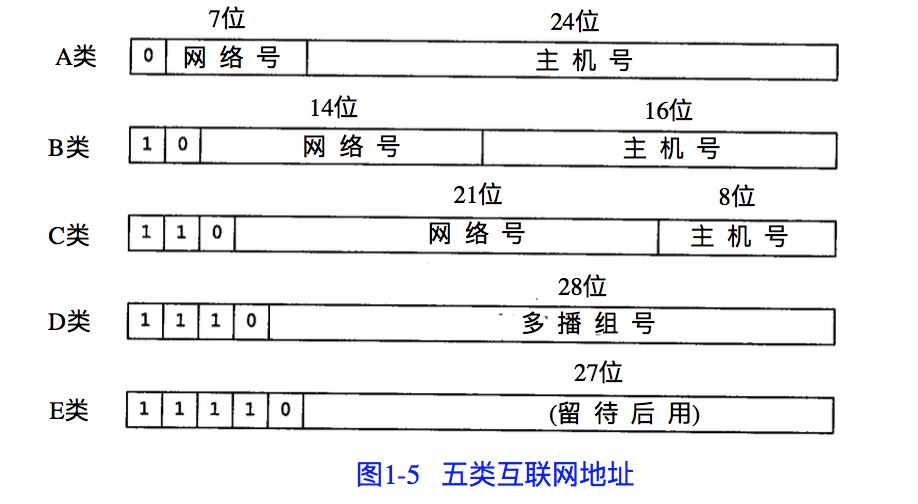 7位 24位
A类 0 网络号 主机号
14位 16位
B类 1 0 网络号 主机号
21位 8位
C类 1 1 0 网络号 主机号
28位
D类 1 1 1 0 多播组号
27位
E类 1 1 1 1 0 (留待后用)
图1-5 五类互联网地址